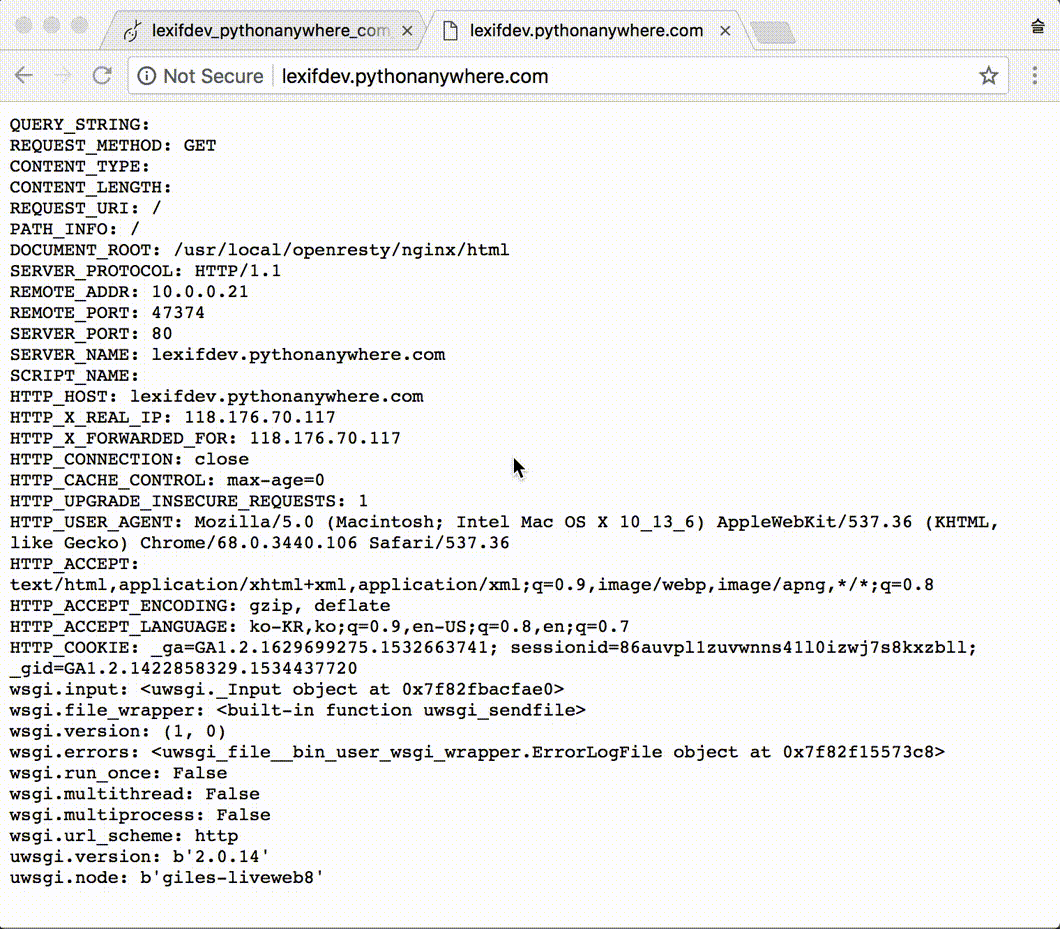 lexifdev_pythonanywhere_com_
lexifdev.pythonanywhere.com
슬
Not Secure
lexifdev.pythonanywhere.com
QUERY_STRING:
REQUEST_METHOD: GET
CONTENT_TYPE:
CONTENT_LENGTH:
REQUEST_URI: /
PATH_INFO: /
DOCUMENT_ROOT: /usr/local/openresty/nginx/html
SERVER_PROTOCOL: HTTP/1.1
REMOTE_ADDR: 10.0.0.21
REMOTE_PORT: 47374
SERVER_PORT: 80
SERVER_NAME: lexifdev.pythonanywhere.com
SCRIPT_NAME:
HTTP_HOST: lexifdev.pythonanywhere.com
HTTP_X_REAL_IP: 118.176.70.117
HTTP_X_FORWARDED_FOR: 118.176.70.117
HTTP_CONNECTION: close
HTTP_CACHE_CONTROL: max-age=0
HTTP_UPGRADE_INSECURE_REQUESTS: 1
HTTP_USER_AGENT: Mozilla/5.0 (Macintosh; Intel Mac OS X 10_13_6) AppleWebKit/537.36 (KHTML,
like Gecko) Chrome/68.0.3440.106 Safari/537.36
HTTP_ACCEPT:
text/html,application/xhtml+xml,application/xml;q=0.9,image/webp,image/apng,*/*;q=0.8
HTTP_ACCEPT_ENCODING: gzip, deflate
HTTP_ACCEPT_LANGUAGE: ko-KR,ko;q=0.9,en-US;q=0.8,en;q=0.7
HTTP_COOKIE: _ga=GA1.2.1629699275.1532663741; sessionid=86auvpl1zuvwnns41l0izwj7s8kxzbll;
_gid=GA1.2.1422858329.1534437720
wsgi.input: <uwsgi._Input object at 0x7f82fbacfae0>
wsgi.file_wrapper: <built-in function uwsgi_sendfile>
wsgi.version: (1, 0)
wsgi.errors: <uwsgi_file__bin_user_wsgi_wrapper.ErrorLogFile object at 0x7f82f15573c8>
wsgi.run_once: False
wsgi.multithread: False
wsgi.multiprocess: False
wsgi.url_scheme: http
uwsgi.version: b'2.0.14'
uwsgi.node: b'giles-liveweb8'